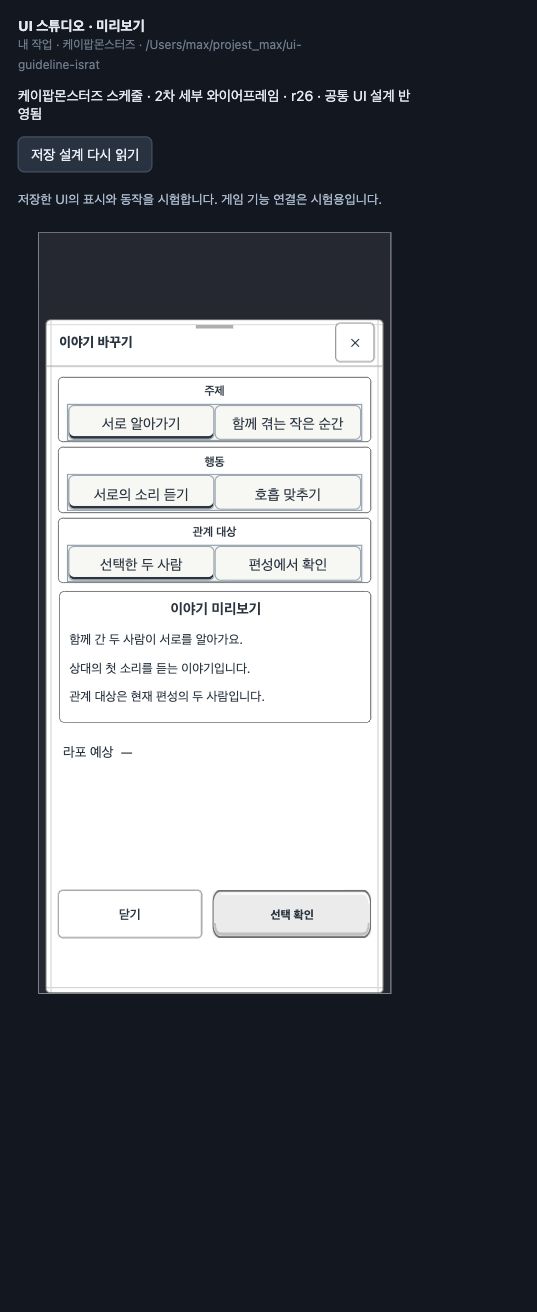 UI 스튜디오 · 미리보기
내 작업 · 케이팝몬스터즈 · /Users/max/projest_max/ui-
guideline-israt
케이팝몬스터즈 스케줄 · 2차 세부 와이어프레임 · r26 · 공통 UI 설계 반
영됨
저장 설계 다시 읽기
저장한 UI의 표시와 동작을 시험합니다. 게임 기능 연결은 시험용입니다.
이야기 바꾸기 ×
주제
서로 알아가기 함께 겪는 작은 순간
행동
서로의 소리 듣기 호흡 맞추기
관계 대상
선택한 두 사람 편성에서 확인
이야기 미리보기
함께 간 두 사람이 서로를 알아가요.
상대의 첫 소리를 듣는 이야기입니다.
관계 대상은 현재 편성의 두 사람입니다.
라포 예상 —
닫기 선택 확인